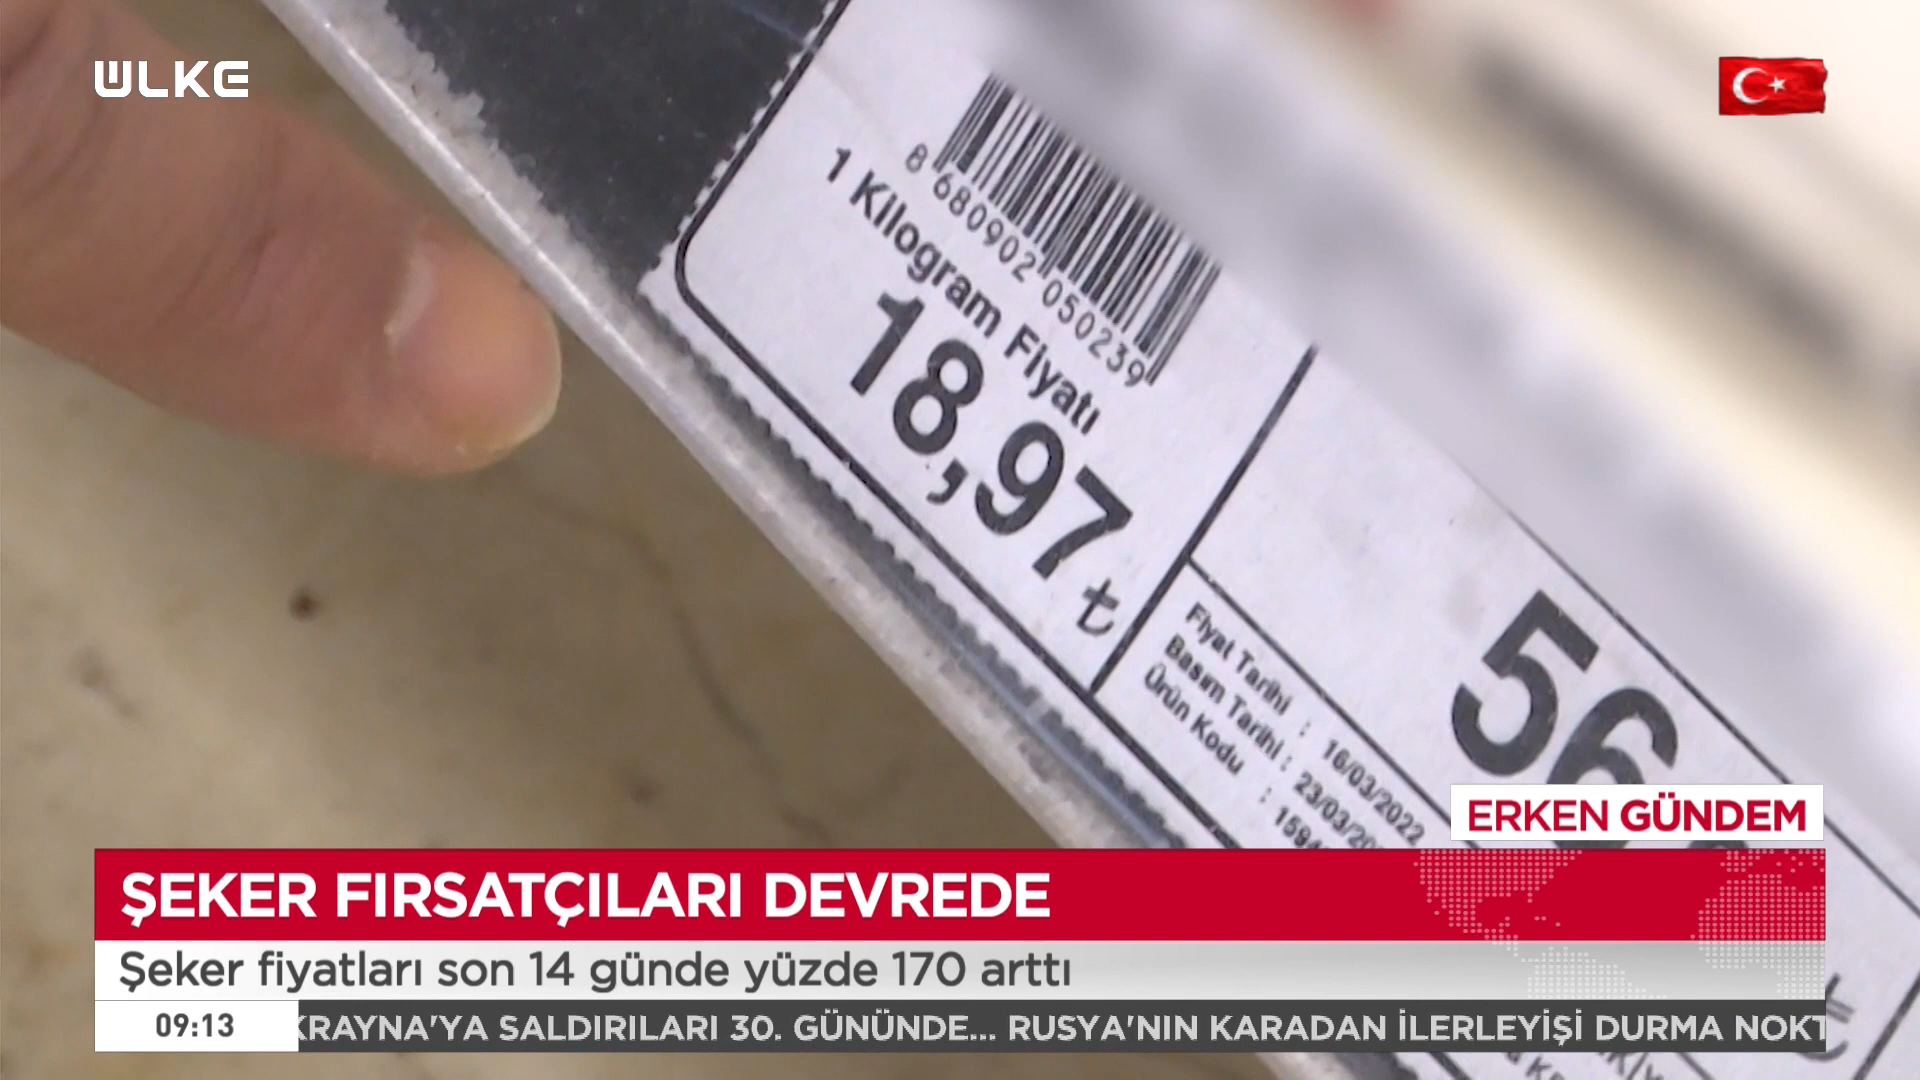 ÜLKE
8 680902 050239
1 Kilogram Fiyatı
18,97 ₺
56
Fiyat Tarihi : 16/03/2022
Basım Tarihi : 23/03/20
Ürün Kodu : 159
ERKEN GÜNDEM
ŞEKER FIRSATÇILARI DEVREDE
Şeker fiyatları son 14 günde yüzde 170 arttı
09:13
KRAYNA'YA SALDIRILARI 30. GÜNÜNDE... RUSYA'NIN KARADAN İLERLEYİŞİ DURMA NOKT